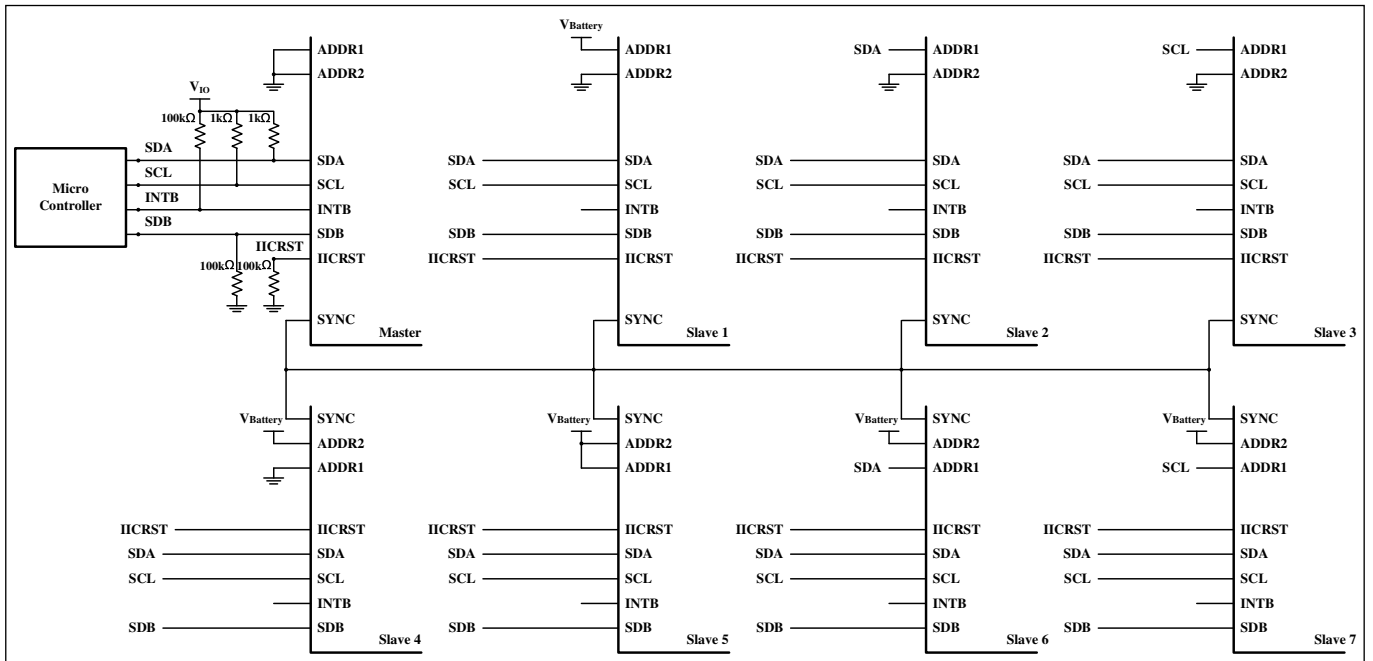 VBattery
ADDR1 ADDR1 SDA ADDR1 SCL ADDR1
ADDR2 ADDR2 ADDR2 ADDR2
VIO
100kΩ 1kΩ 1kΩ
SDA SDA SDA SDA SDA SDA SDA SDA
SCL SCL SCL SCL SCL SCL SCL SCL
Micro
Controller
INTB INTB INTB INTB INTB
SDB SDB SDB SDB SDB SDB SDB SDB
IICRST IICRST IICRST IICRST IICRST IICRST IICRST IICRST
100kΩ 100kΩ
SYNC SYNC SYNC SYNC
Master Slave 1 Slave 2 Slave 3
VBattery SYNC VBattery SYNC VBattery SYNC VBattery SYNC
ADDR2 ADDR2 ADDR2 ADDR2
ADDR1 ADDR1 SDA ADDR1 SCL ADDR1
IICRST IICRST IICRST IICRST IICRST IICRST IICRST IICRST
SDA SDA SDA SDA SDA SDA SDA SDA
SCL SCL SCL SCL SCL SCL SCL SCL
INTB INTB INTB INTB
SDB SDB SDB SDB SDB SDB SDB SDB
Slave 4 Slave 5 Slave 6 Slave 7